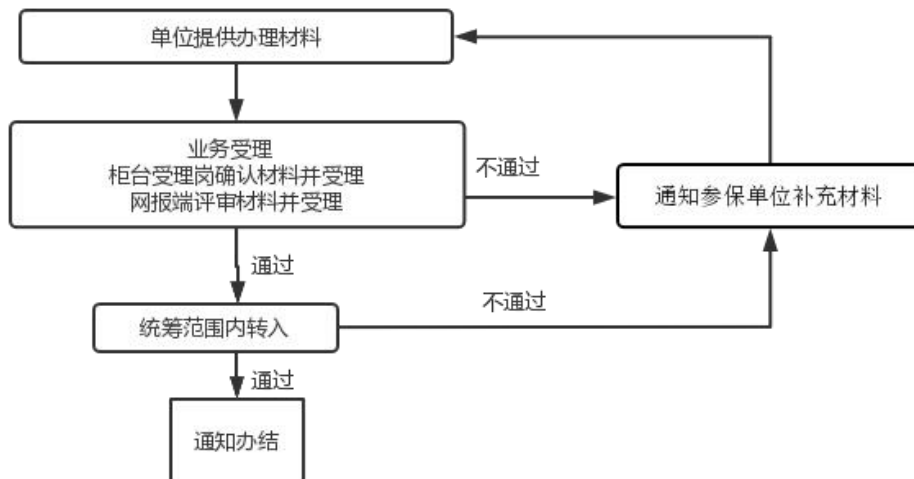 单位提供办理材料
业务受理
柜台受理岗确认材料并受理
网报端评审材料并受理
不通过
通知参保单位补充材料
通过
统筹范围内转入
不通过
通过
通知办结